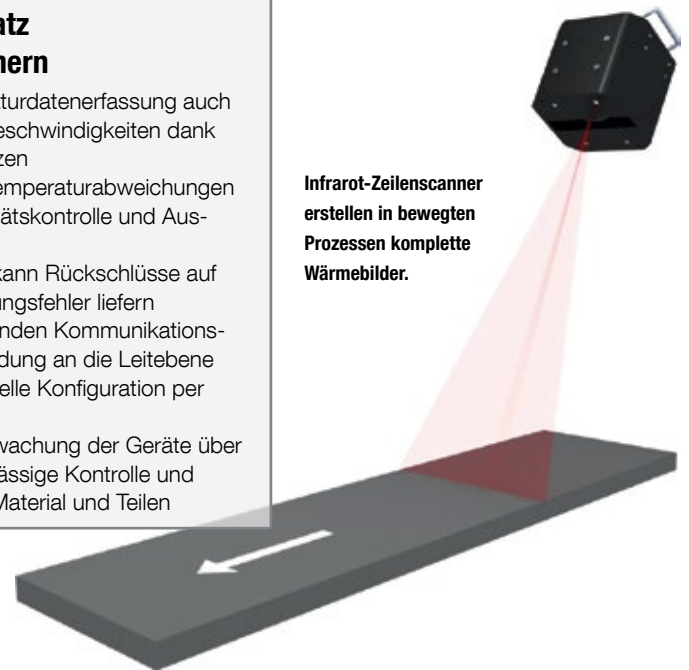 atz
nern
aturdatenerfassung auch
eschwindigkeiten dank
zen
emperaturabweichungen
ätskontrolle und Aus-
kann Rückschlüsse auf
ungsfehler liefern
nden Kommunikations-
dung an die Leitebene
elle Konfiguration per
wachung der Geräte über
ässige Kontrolle und
Material und Teilen
Infrarot-Zeilenscanner
erstellen in bewegten
Prozessen komplette
Wärmebilder.